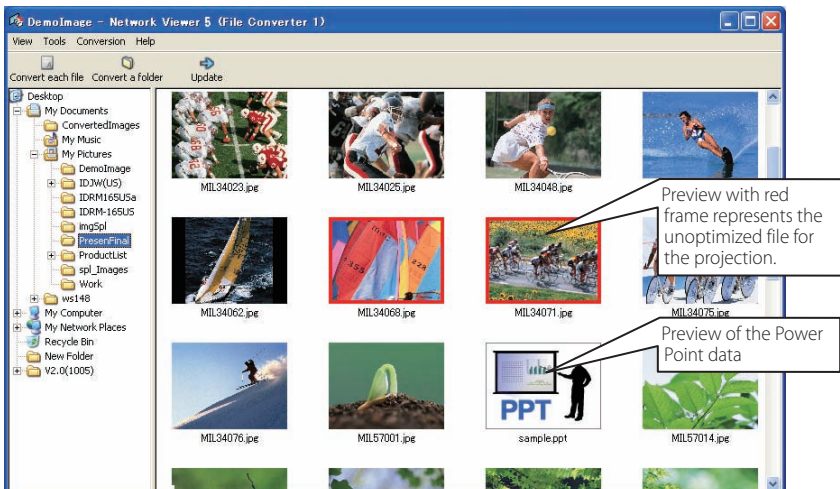 DemoImage - Network Viewer 5 (File Converter 1)
View Tools Conversion Help
Convert each file Convert a folder Update
Desktop
My Documents
ConvertedImages
My Music
My Pictures
DemoImage
IDJW(US)
IDRM165USa
IDRM-165US
imgSpl
PresenFinal
ProductList
spl_Images
Work
ws148
My Computer
My Network Places
Recycle Bin
New Folder
V2.0(1005)
MIL34023.jpg MIL34025.jpg MIL34048.jpg
Preview with red
frame represents the
unoptimized file for
the projection.
MIL34062.jpg MIL34068.jpg MIL34071.jpg MIL34075.jpg
Preview of the Power
Point data
PPT
MIL34076.jpg MIL57001.jpg sample.ppt MIL57014.jpg